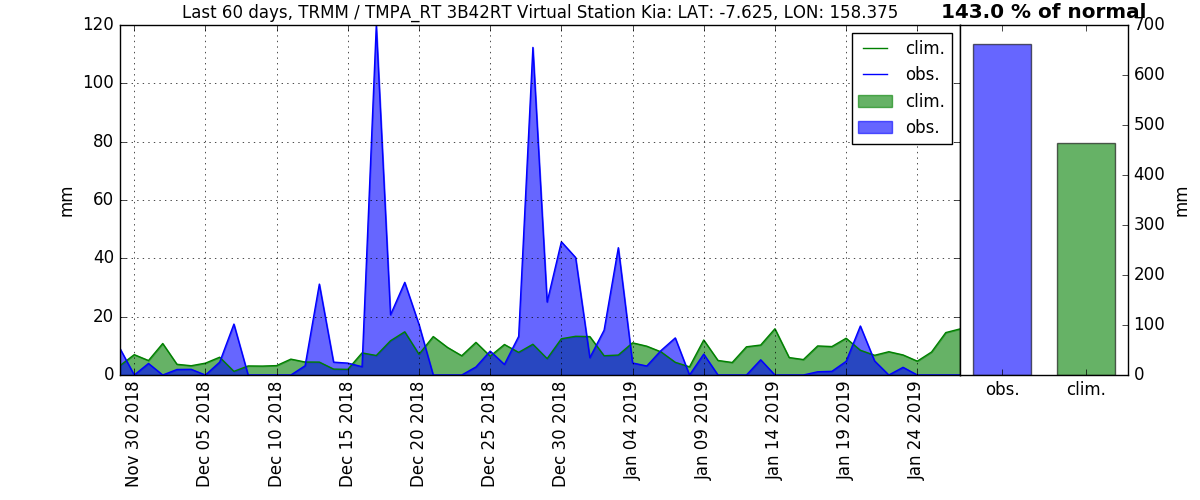 Last 60 days, TRMM / TMPA_RT 3B42RT Virtual Station Kia: LAT: -7.625, LON: 158.375
143.0 % of normal
mm
120
100
80
60
40
20
0
clim.
obs.
clim.
obs.
Nov 30 2018
Dec 05 2018
Dec 10 2018
Dec 15 2018
Dec 20 2018
Dec 25 2018
Dec 30 2018
Jan 04 2019
Jan 09 2019
Jan 14 2019
Jan 19 2019
Jan 24 2019
700
600
500
400
300
200
100
0
mm
obs.
clim.